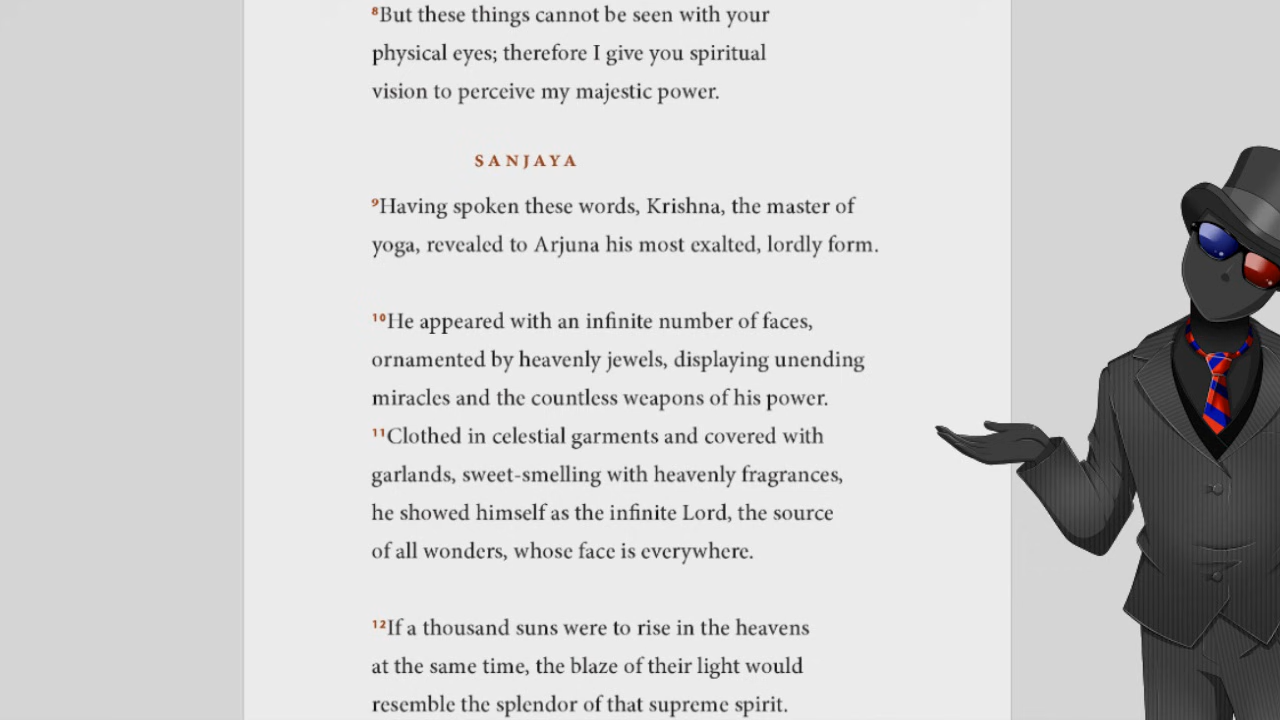 ⁸But these things cannot be seen with your
physical eyes; therefore I give you spiritual
vision to perceive my majestic power.
SANJAYA
⁹Having spoken these words, Krishna, the master of
yoga, revealed to Arjuna his most exalted, lordly form.
¹⁰He appeared with an infinite number of faces,
ornamented by heavenly jewels, displaying unending
miracles and the countless weapons of his power.
¹¹Clothed in celestial garments and covered with
garlands, sweet-smelling with heavenly fragrances,
he showed himself as the infinite Lord, the source
of all wonders, whose face is everywhere.
¹²If a thousand suns were to rise in the heavens
at the same time, the blaze of their light would
resemble the splendor of that supreme spirit.